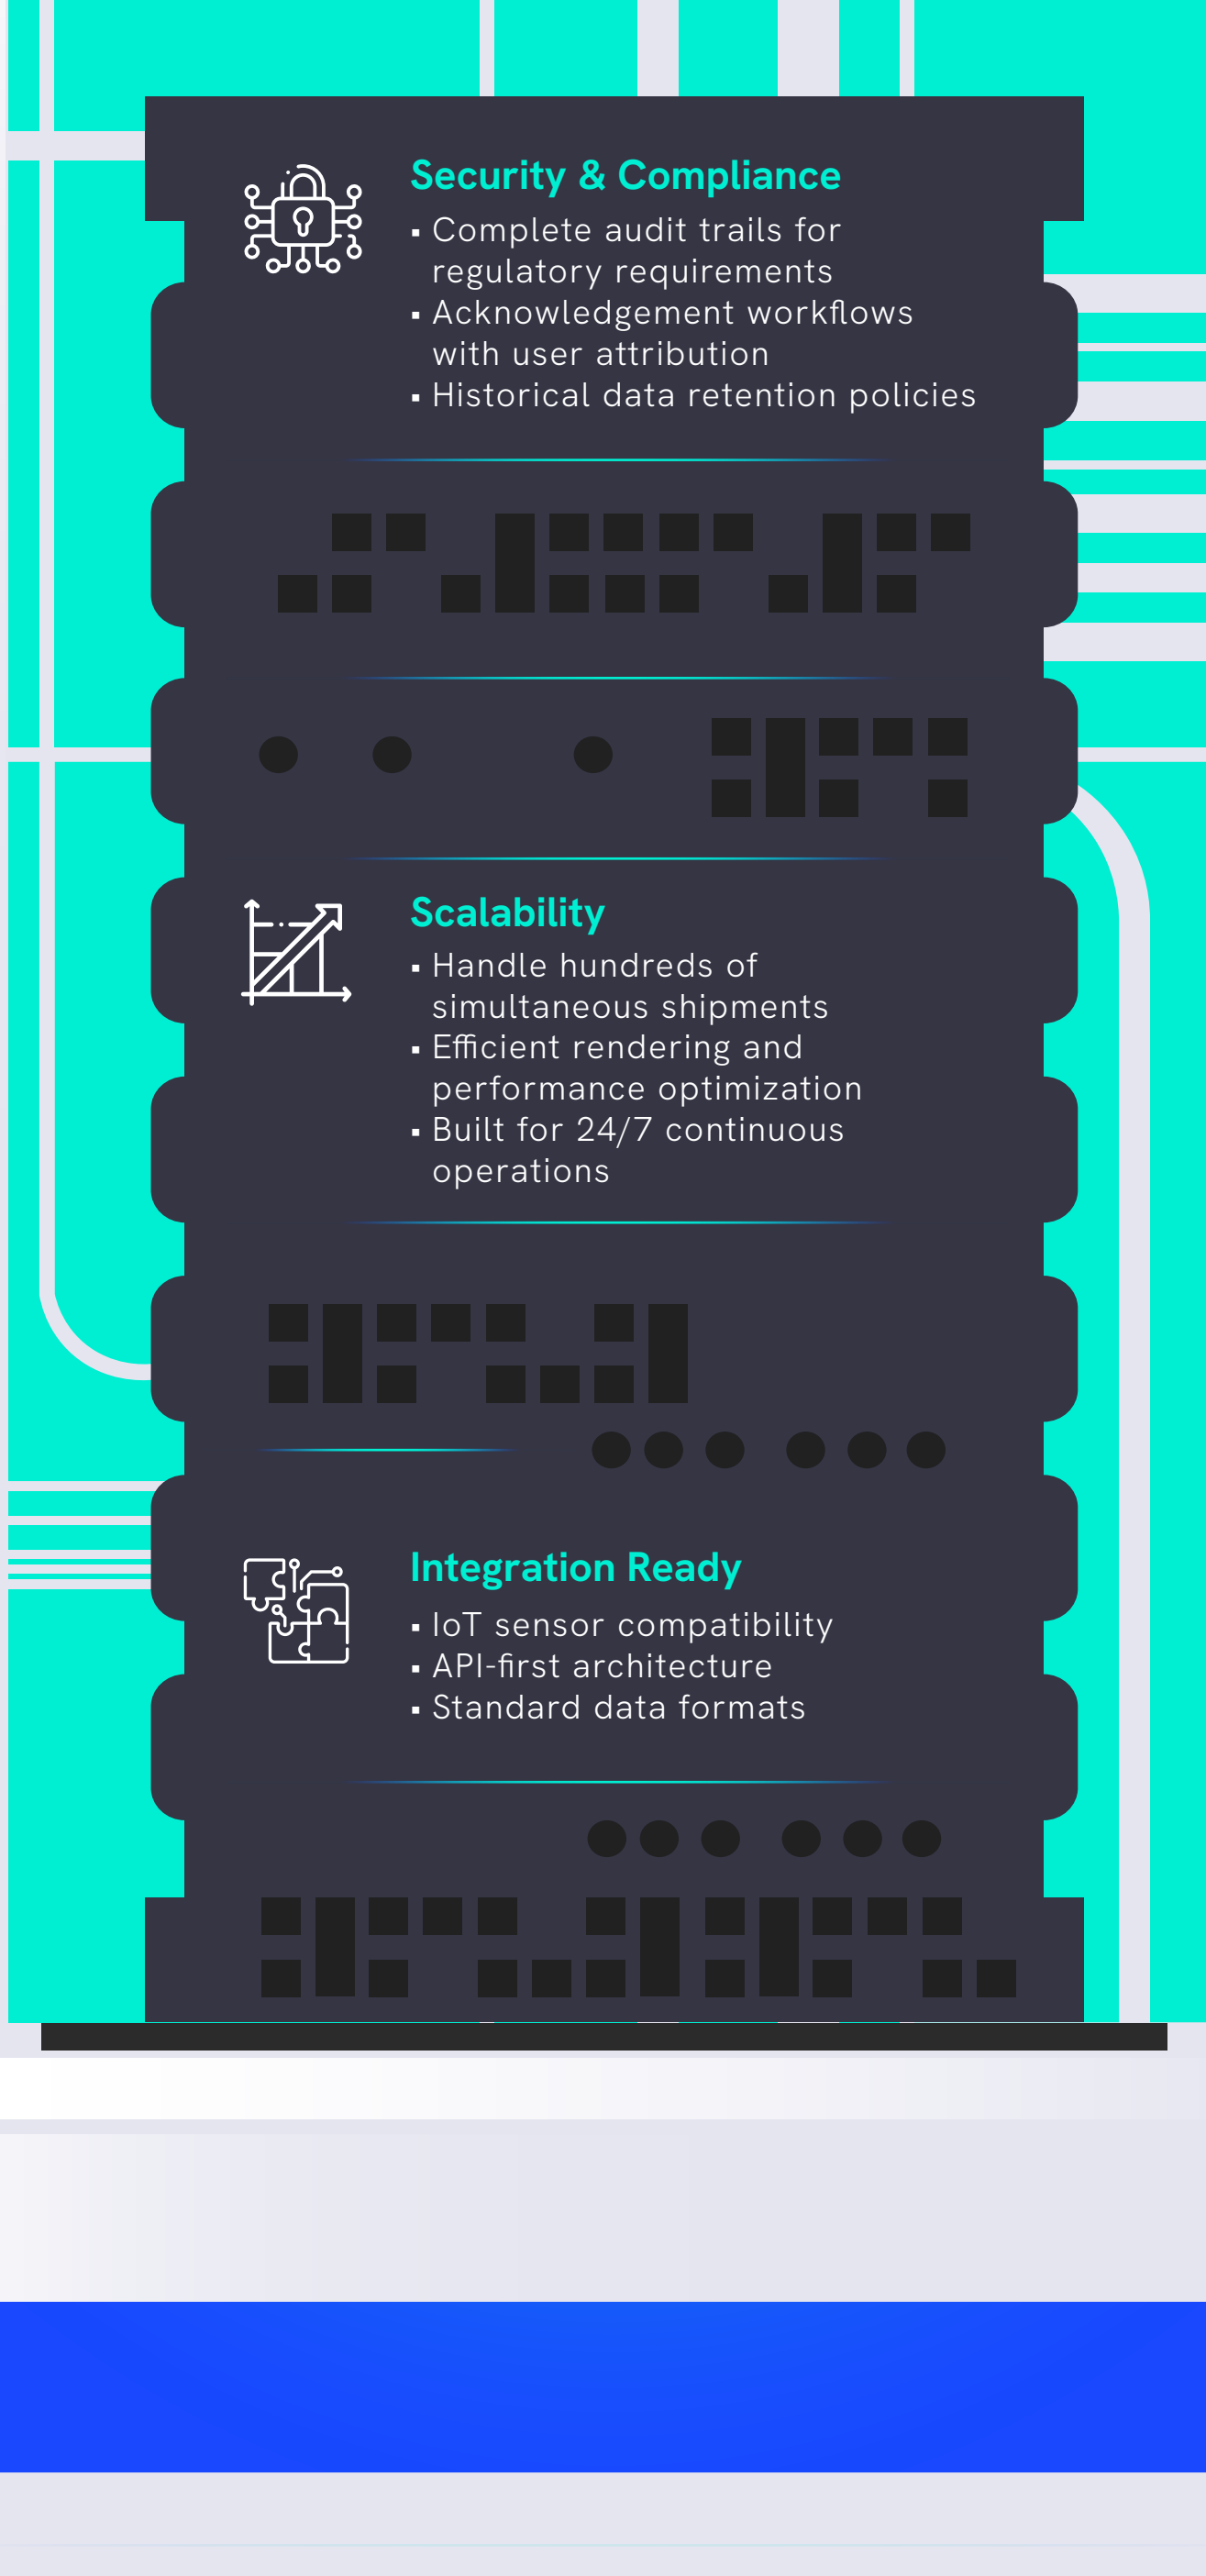 Security & Compliance
▪ Complete audit trails for
regulatory requirements
▪ Acknowledgement workflows
with user attribution
▪ Historical data retention policies
Scalability
▪ Handle hundreds of
simultaneous shipments
▪ Efficient rendering and
performance optimization
▪ Built for 24/7 continuous
operations
Integration Ready
▪ IoT sensor compatibility
▪ API-first architecture
▪ Standard data formats